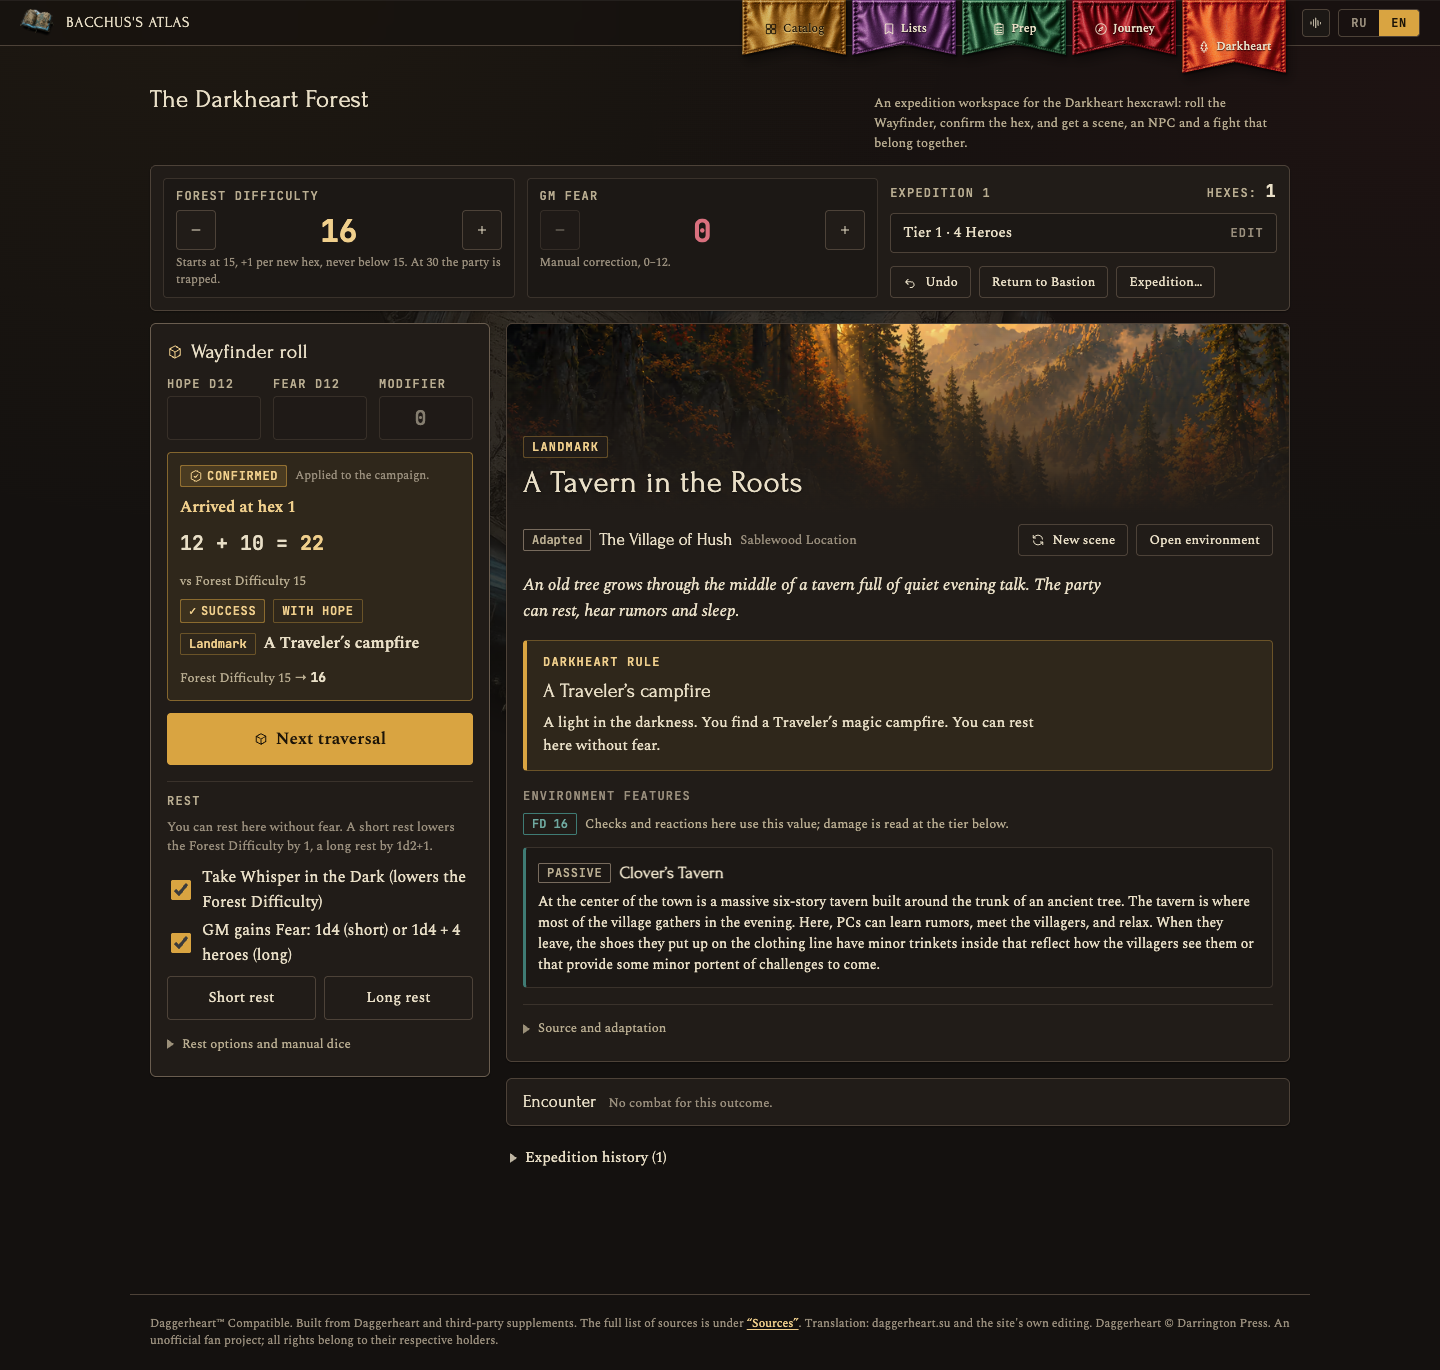 BACCHUS'S ATLAS
Catalog
Lists
Prep
Journey
Darkheart
RU
EN
The Darkheart Forest
An expedition workspace for the Darkheart hexcrawl: roll the
Wayfinder, confirm the hex, and get a scene, an NPC and a fight that
belong together.
FOREST DIFFICULTY
− 16 +
Starts at 15, +1 per new hex, never below 15. At 30 the party is
trapped.
GM FEAR
− 0 +
Manual correction, 0–12.
EXPEDITION 1
HEXES: 1
Tier 1 · 4 Heroes
EDIT
Undo
Return to Bastion
Expedition…
Wayfinder roll
HOPE D12
FEAR D12
MODIFIER
0
CONFIRMED
Applied to the campaign.
Arrived at hex 1
12 + 10 = 22
vs Forest Difficulty 15
✓ SUCCESS
WITH HOPE
Landmark
A Traveler’s campfire
Forest Difficulty 15 → 16
Next traversal
REST
You can rest here without fear. A short rest lowers
the Forest Difficulty by 1, a long rest by 1d2+1.
Take Whisper in the Dark (lowers the
Forest Difficulty)
GM gains Fear: 1d4 (short) or 1d4 + 4
heroes (long)
Short rest
Long rest
Rest options and manual dice
LANDMARK
A Tavern in the Roots
Adapted
The Village of Hush
Sablewood Location
New scene
Open environment
An old tree grows through the middle of a tavern full of quiet evening talk. The party
can rest, hear rumors and sleep.
DARKHEART RULE
A Traveler’s campfire
A light in the darkness. You find a Traveler’s magic campfire. You can rest
here without fear.
ENVIRONMENT FEATURES
FD 16
Checks and reactions here use this value; damage is read at the tier below.
PASSIVE
Clover’s Tavern
At the center of the town is a massive six-story tavern built around the trunk of an ancient tree. The tavern is where
most of the village gathers in the evening. Here, PCs can learn rumors, meet the villagers, and relax. When they
leave, the shoes they put up on the clothing line have minor trinkets inside that reflect how the villagers see them or
that provide some minor portent of challenges to come.
Source and adaptation
Encounter
No combat for this outcome.
Expedition history (1)
Daggerheart™ Compatible. Built from Daggerheart and third-party supplements. The full list of sources is under “Sources”. Translation: daggerheart.su and the site's own editing. Daggerheart © Darrington Press. An
unofficial fan project; all rights belong to their respective holders.